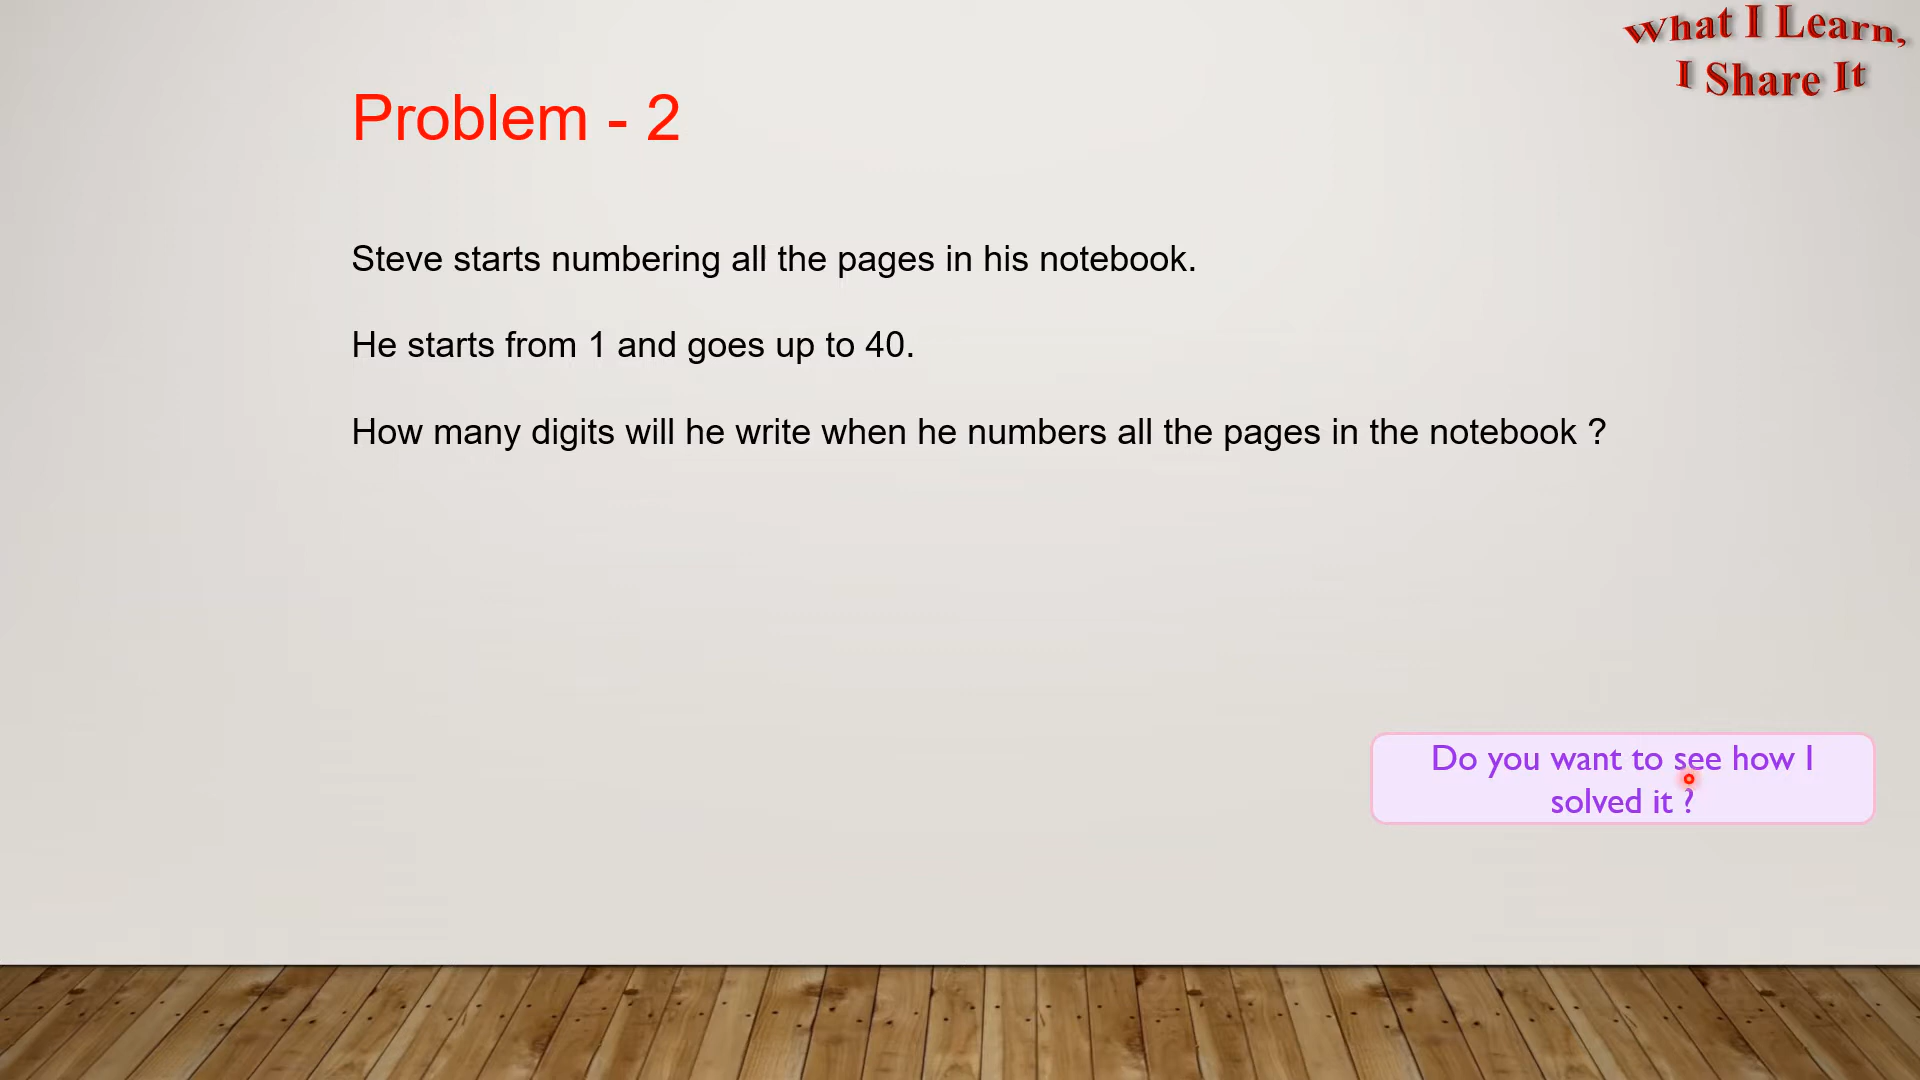 What I Learn,
I Share It
Problem - 2
Steve starts numbering all the pages in his notebook.
He starts from 1 and goes up to 40.
How many digits will he write when he numbers all the pages in the notebook ?
Do you want to see how I
solved it ?